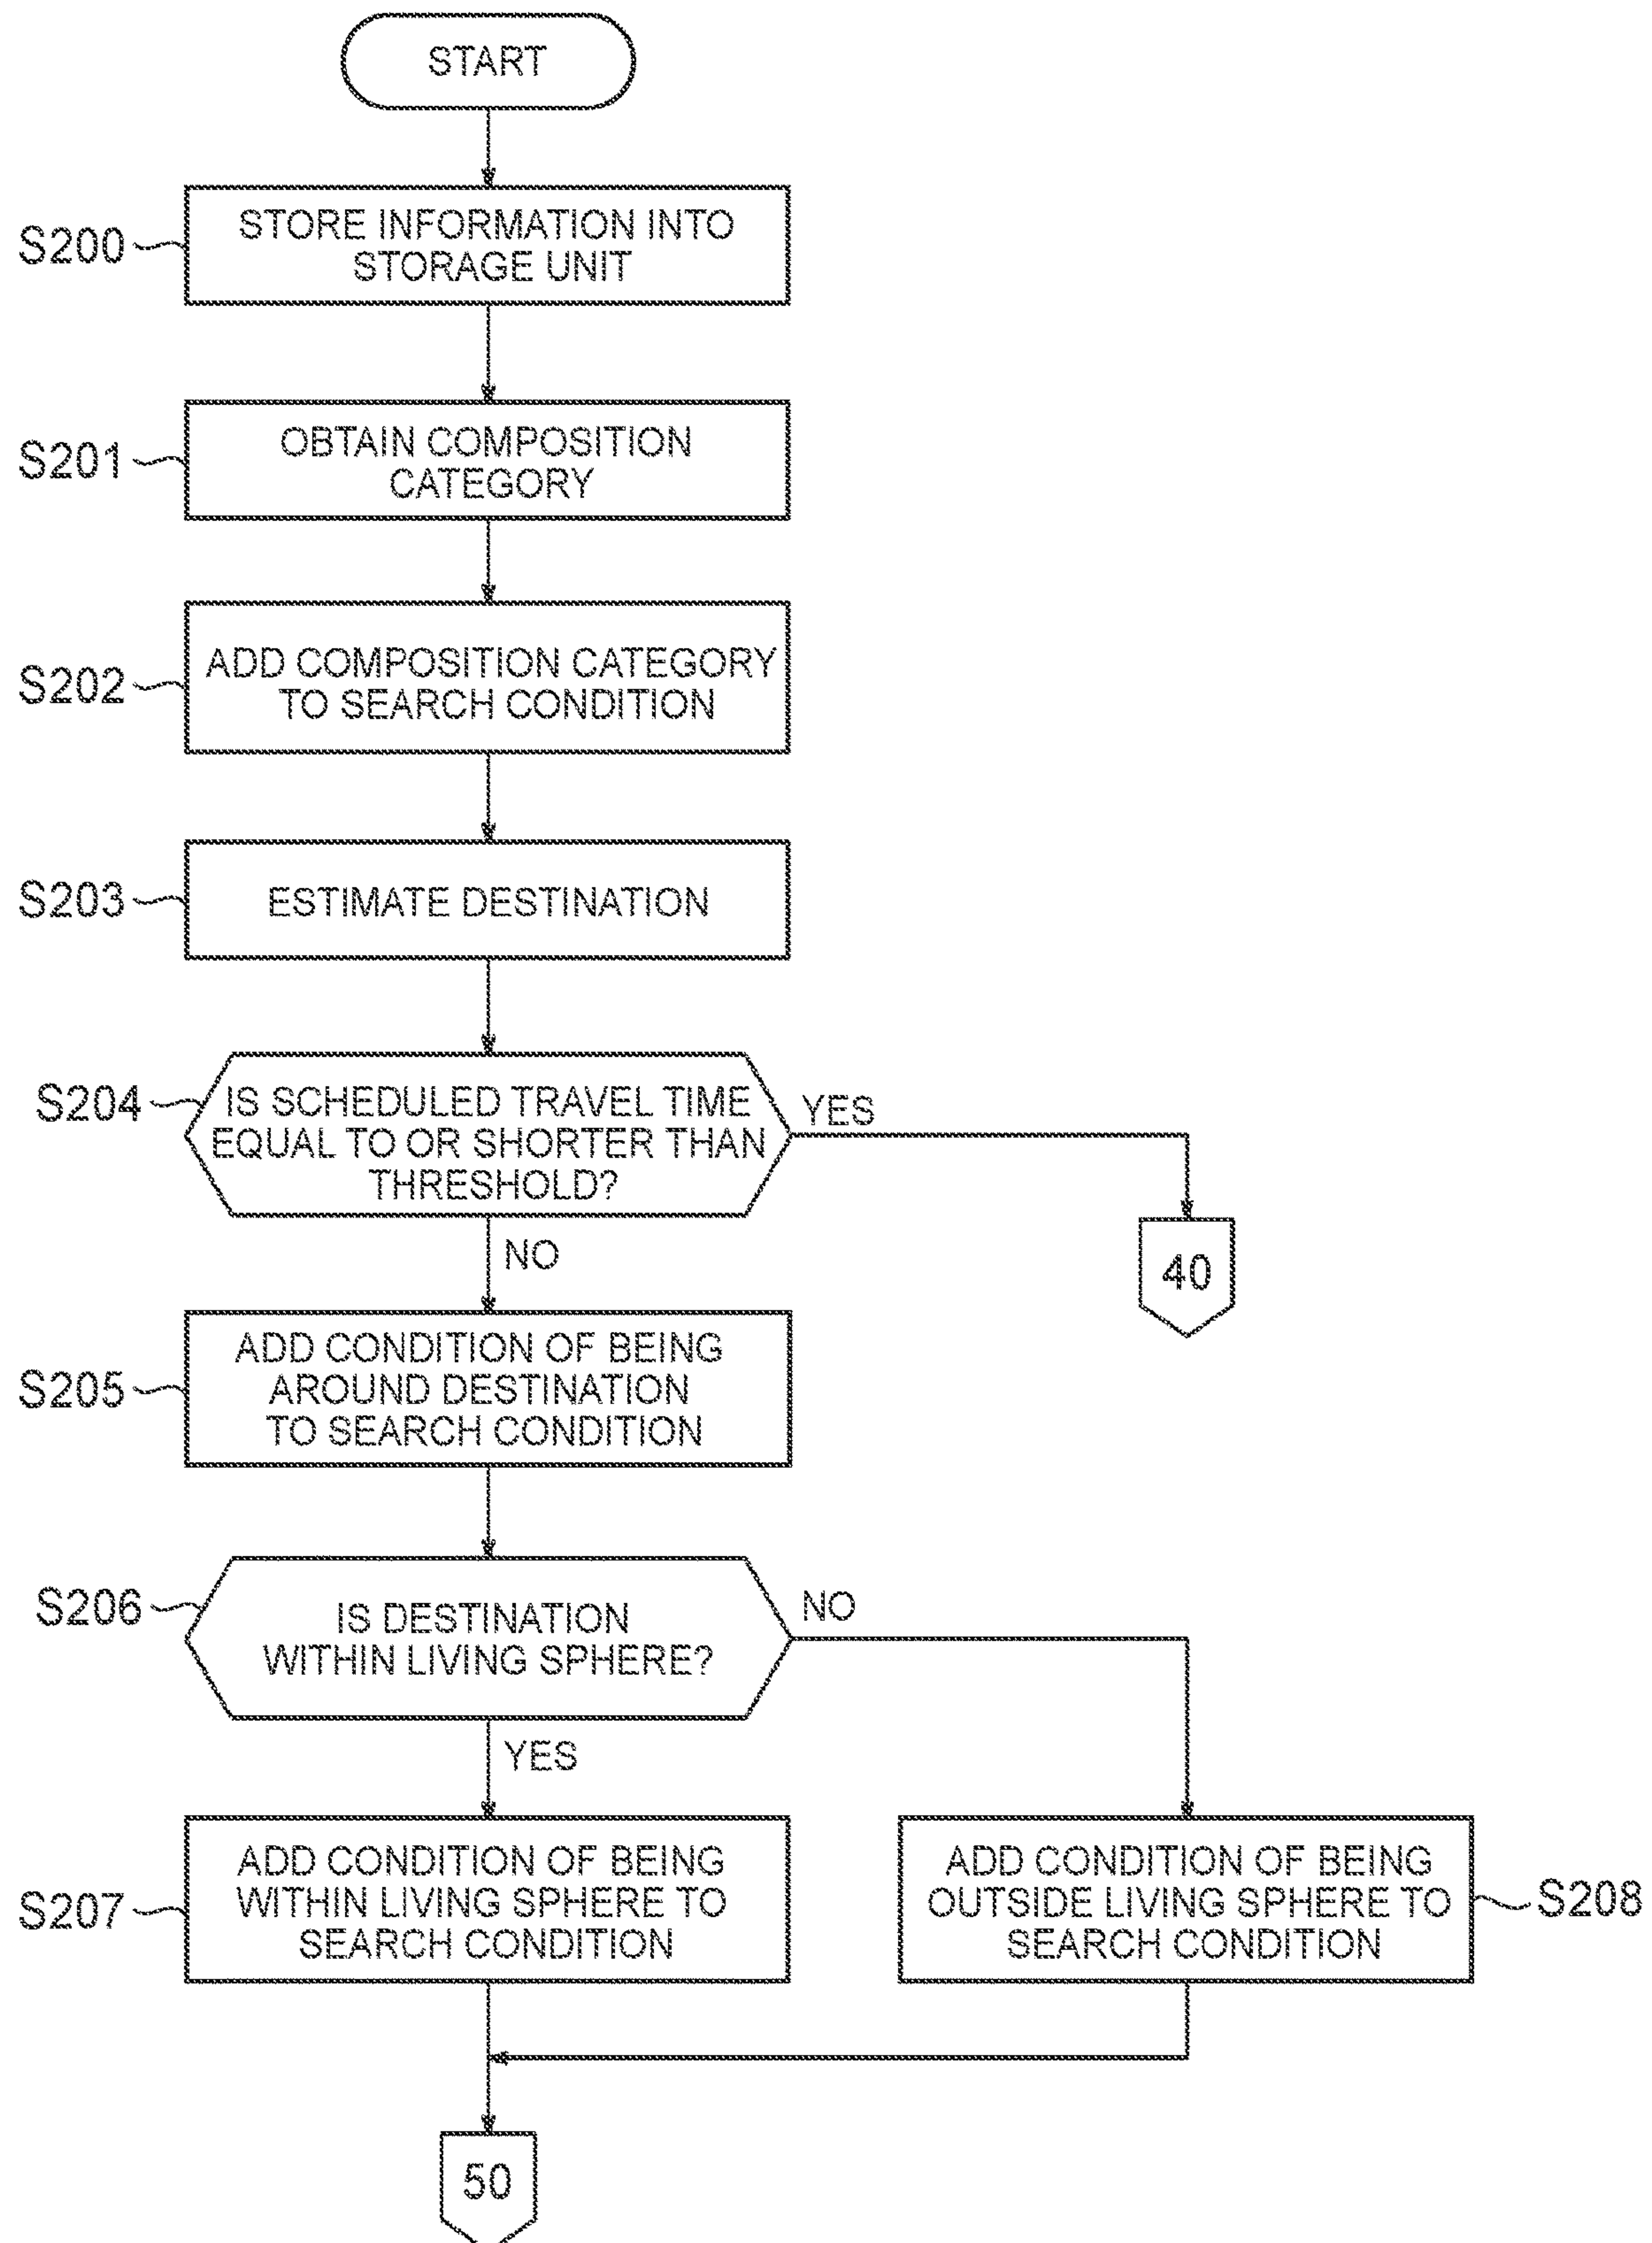 START
S200
STORE INFORMATION INTO
STORAGE UNIT
S201
OBTAIN COMPOSITION
CATEGORY
S202
ADD COMPOSITION CATEGORY
TO SEARCH CONDITION
S203
ESTIMATE DESTINATION
S204
IS SCHEDULED TRAVEL TIME
EQUAL TO OR SHORTER THAN
THRESHOLD?
YES
NO
40
S205
ADD CONDITION OF BEING
AROUND DESTINATION
TO SEARCH CONDITION
S206
IS DESTINATION
WITHIN LIVING SPHERE?
NO
YES
S207
ADD CONDITION OF BEING
WITHIN LIVING SPHERE TO
SEARCH CONDITION
ADD CONDITION OF BEING
OUTSIDE LIVING SPHERE TO
SEARCH CONDITION
S208
50